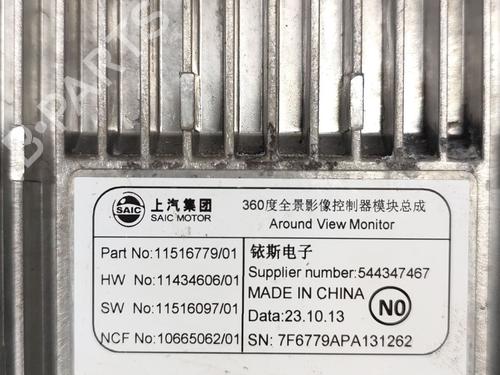 B-PARTS
SAIC 上汽集团 SAIC MOTOR
360度全景影像控制器模块总成
Around View Monitor
Part No:11516779/01
HW No:11434606/01
SW No:11516097/01
NCF No:10665062/01
铱斯电子
Supplier number:544347467
MADE IN CHINA
Data:23.10.13
NO
SN: 7F6779APA131262